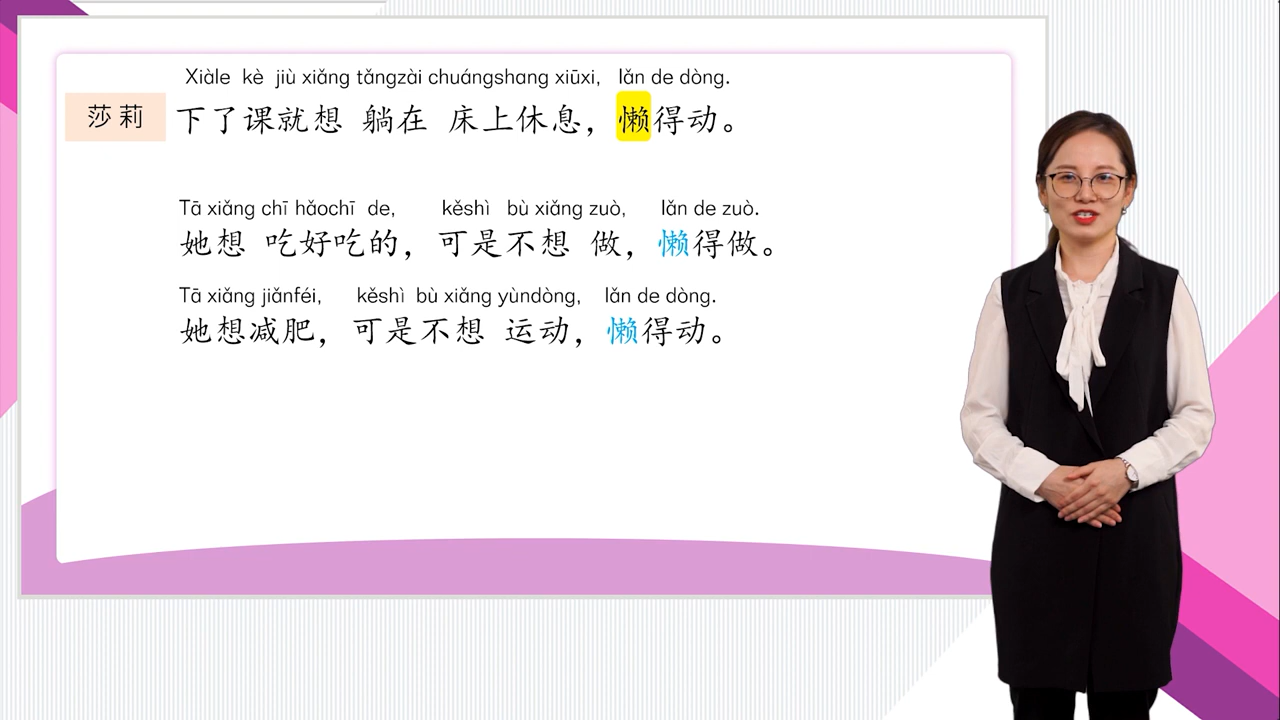 Xiàle kè jiù xiǎng tǎngzài chuángshang xiūxi, lǎn de dòng.
莎莉 下了课就想 躺在 床上休息，懒得动。
Tā xiǎng chī hǎochī de, kěshì bù xiǎng zuò, lǎn de zuò.
她想 吃好吃的，可是不想 做，懒得做。
Tā xiǎng jiǎnféi, kěshì bù xiǎng yùndòng, lǎn de dòng.
她想减肥，可是不想 运动，懒得动。